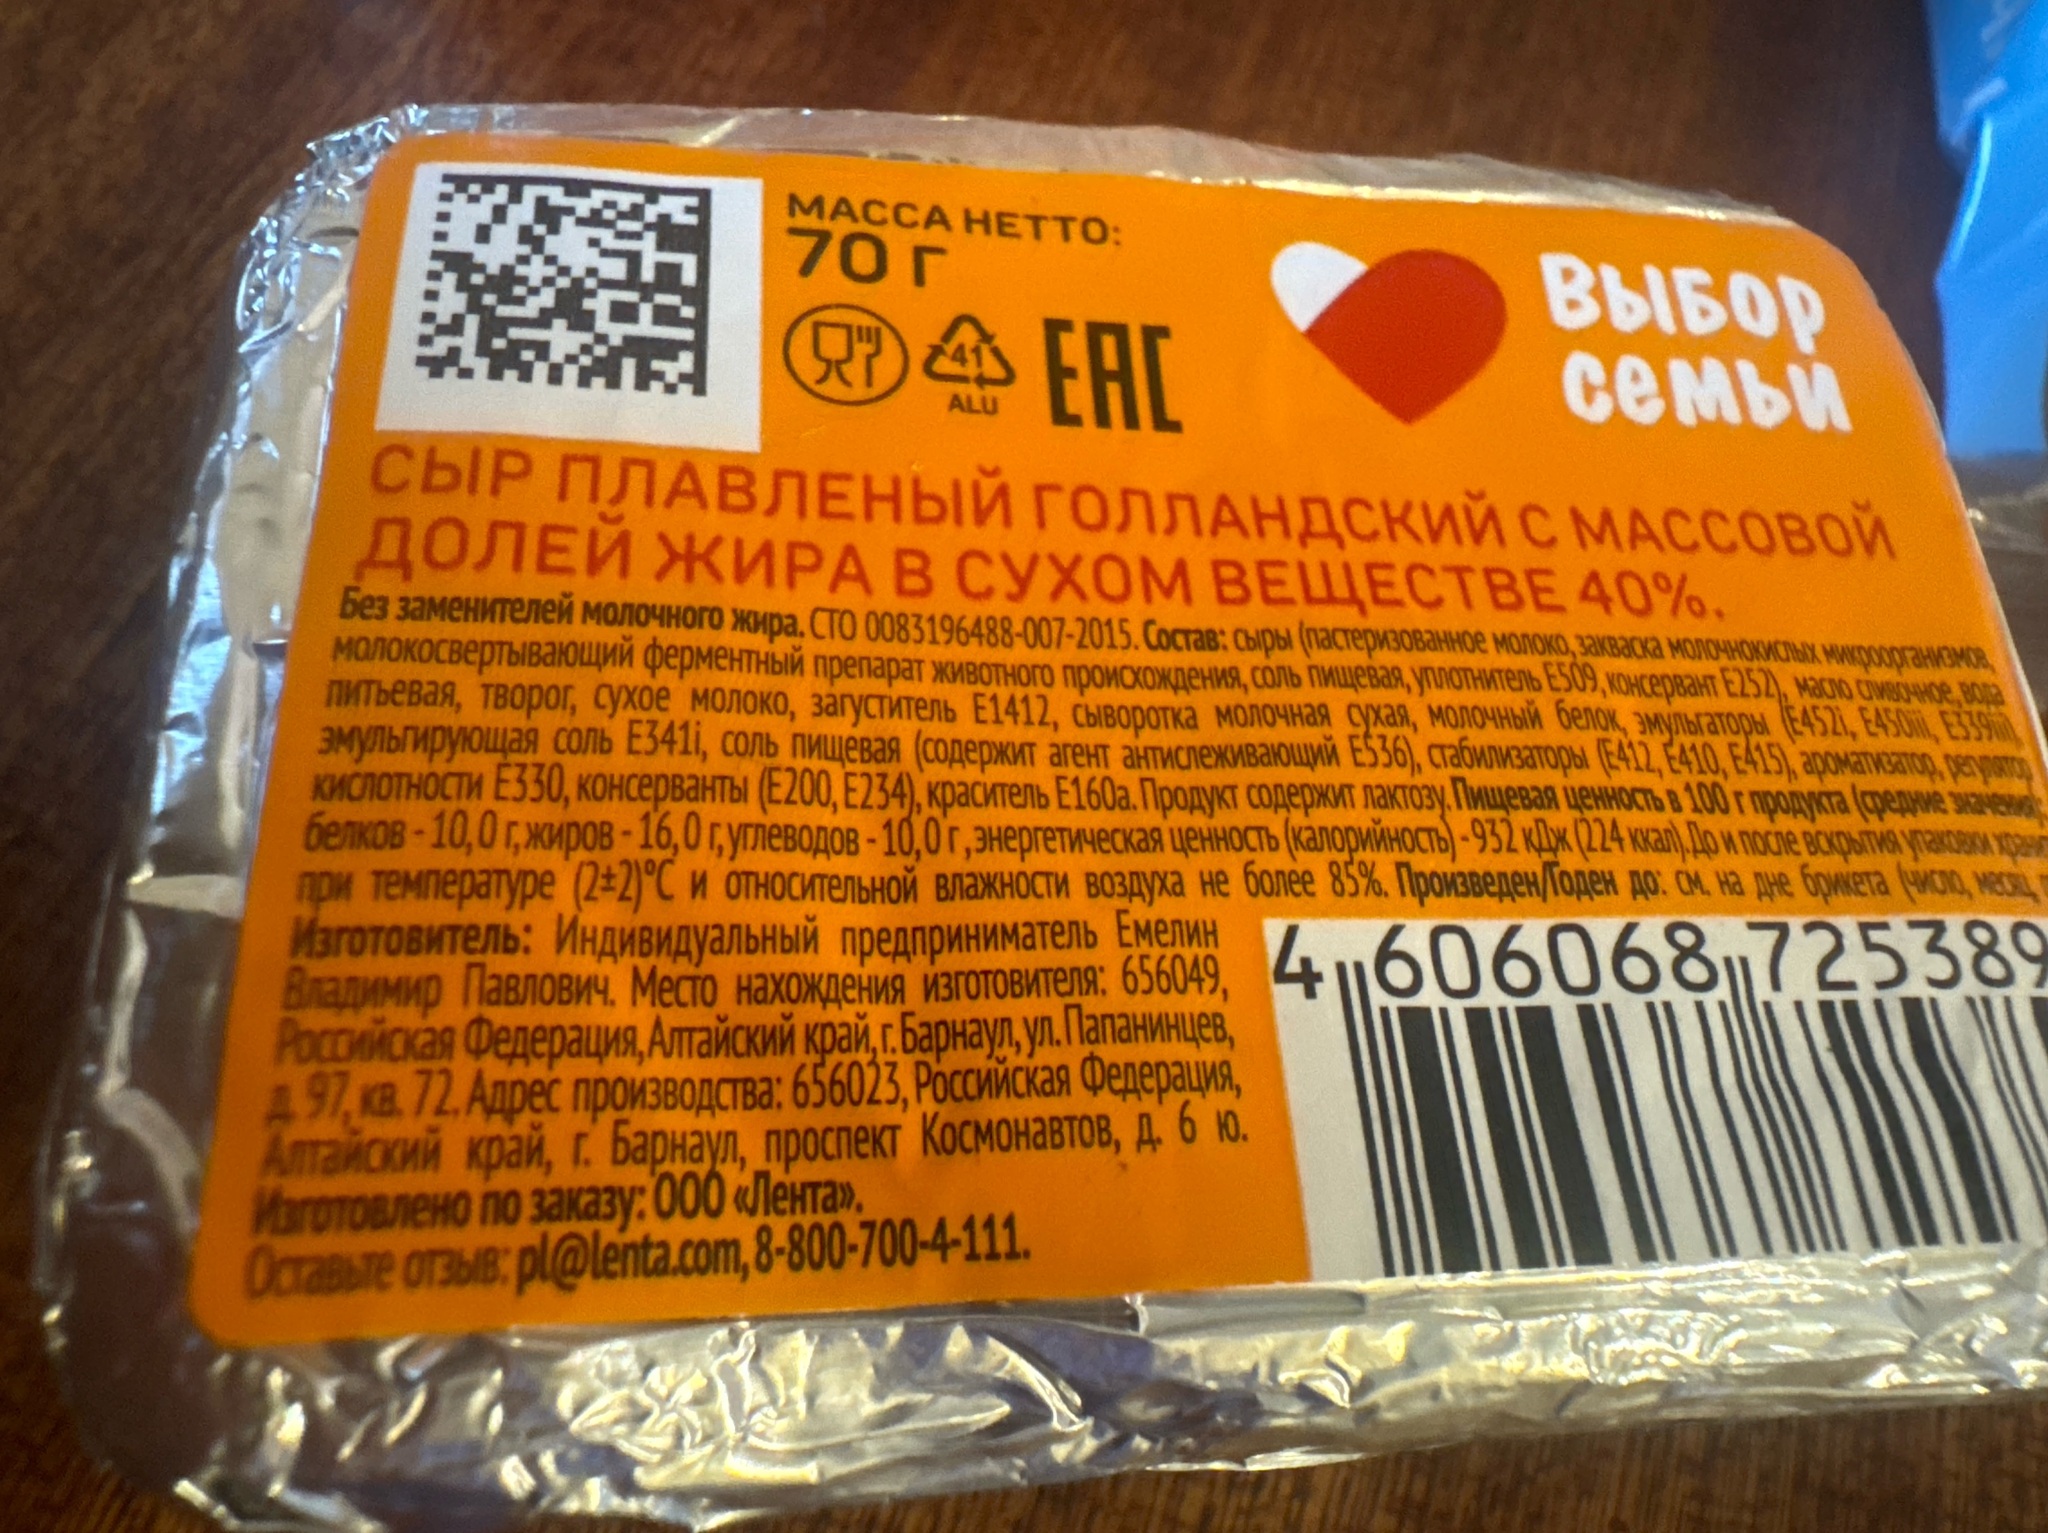 МАССА НЕТТО:
70 Г
41
ALU
EAC
ВЫБОР
СЕМЬИ
СЫР ПЛАВЛЕНЫЙ ГОЛЛАНДСКИЙ С МАССОВОЙ
ДОЛЕЙ ЖИРА В СУХОМ ВЕЩЕСТВЕ 40%.
Без заменителей молочного жира. СТО 0083196488-007-2015. Состав: сыры (пастеризованное молоко, закваска молочнокислых микроорганизмов,
молокосвертывающий ферментный препарат животного происхождения, соль пищевая, уплотнитель Е509, консервант Е252), масло сливочное, вода
питьевая, творог, сухое молоко, загуститель Е1412, сыворотка молочная сухая, молочный белок, эмульгаторы (Е452i, Е450iii, Е339iii),
эмульгирующая соль Е341i, соль пищевая (содержит агент антислеживающий Е536), стабилизаторы (Е412, Е410, Е415), ароматизатор, регулятор
кислотности Е330, консерванты (Е200, Е234), краситель Е160а. Продукт содержит лактозу. Пищевая ценность в 100 г продукта (средние значения):
белков - 10,0 г, жиров - 16,0 г, углеводов - 10,0 г, энергетическая ценность (калорийность) - 932 кДж (224 ккал). До и после вскрытия упаковки
при температуре (2±2)°С и относительной влажности воздуха не более 85%. Произведен/Годен до: см. на дне брикета (число, месяц,
Изготовитель: Индивидуальный предприниматель Емелин
Владимир Павлович. Место нахождения изготовителя: 656049,
Российская Федерация, Алтайский край, г. Барнаул, ул. Папанинцев,
д. 97, кв. 72. Адрес производства: 656023, Российская Федерация,
Алтайский край, г. Барнаул, проспект Космонавтов, д. 6 ю.
Изготовлено по заказу: ООО «Лента».
Оставьте отзыв: pl@lenta.com, 8-800-700-4-111.
4 606068 725389